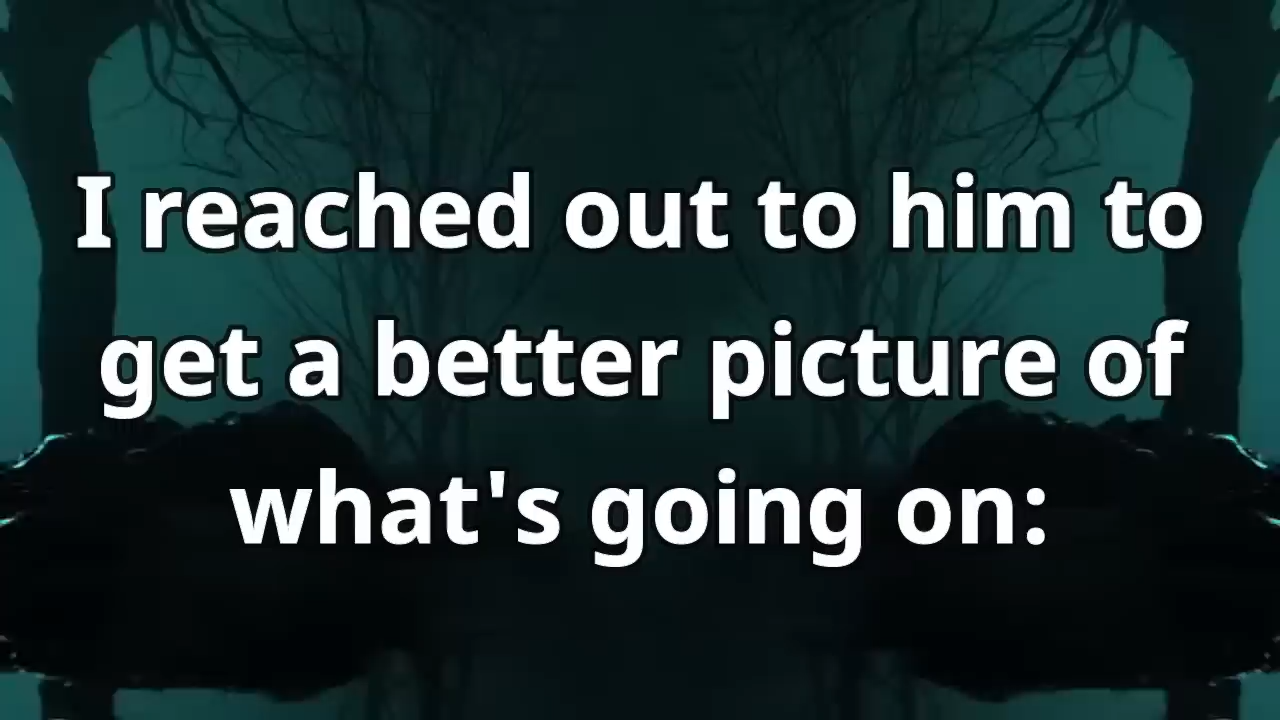 I reached out to him to
get a better picture of
what's going on: